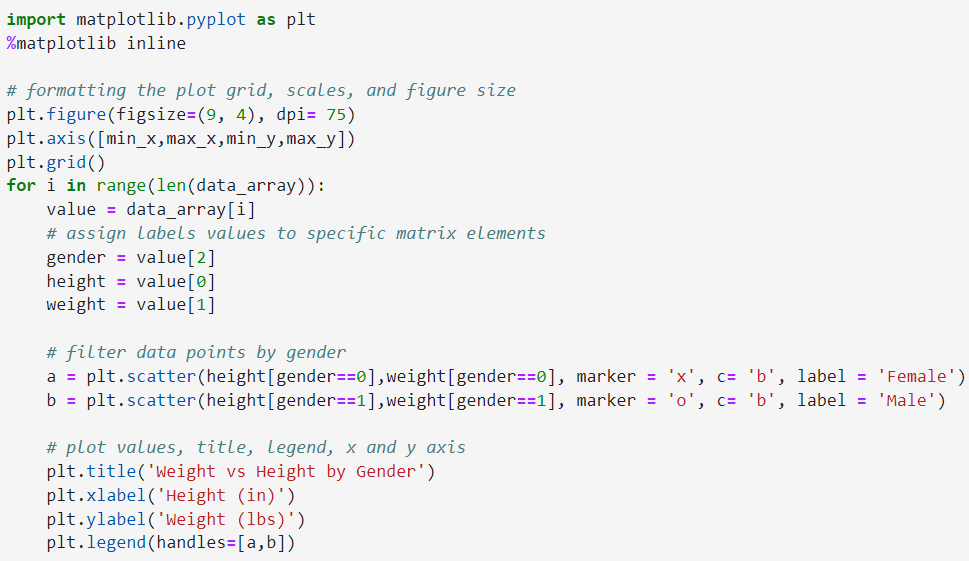 import matplotlib.pyplot as plt
%matplotlib inline
# formatting the plot grid, scales, and figure size
plt.figure(figsize=(9, 4), dpi= 75)
plt.axis([min_x,max_x,min_y,max_y])
plt.grid()
for i in range(len(data_array)):
    value = data_array[i]
    # assign labels values to specific matrix elements
    gender = value[2]
    height = value[0]
    weight = value[1]
    # filter data points by gender
    a = plt.scatter(height[gender==0],weight[gender==0], marker = 'x', c= 'b', label = 'Female')
    b = plt.scatter(height[gender==1],weight[gender==1], marker = 'o', c= 'b', label = 'Male')
    # plot values, title, legend, x and y axis
    plt.title('Weight vs Height by Gender')
    plt.xlabel('Height (in)')
    plt.ylabel('Weight (lbs)')
    plt.legend(handles=[a,b])